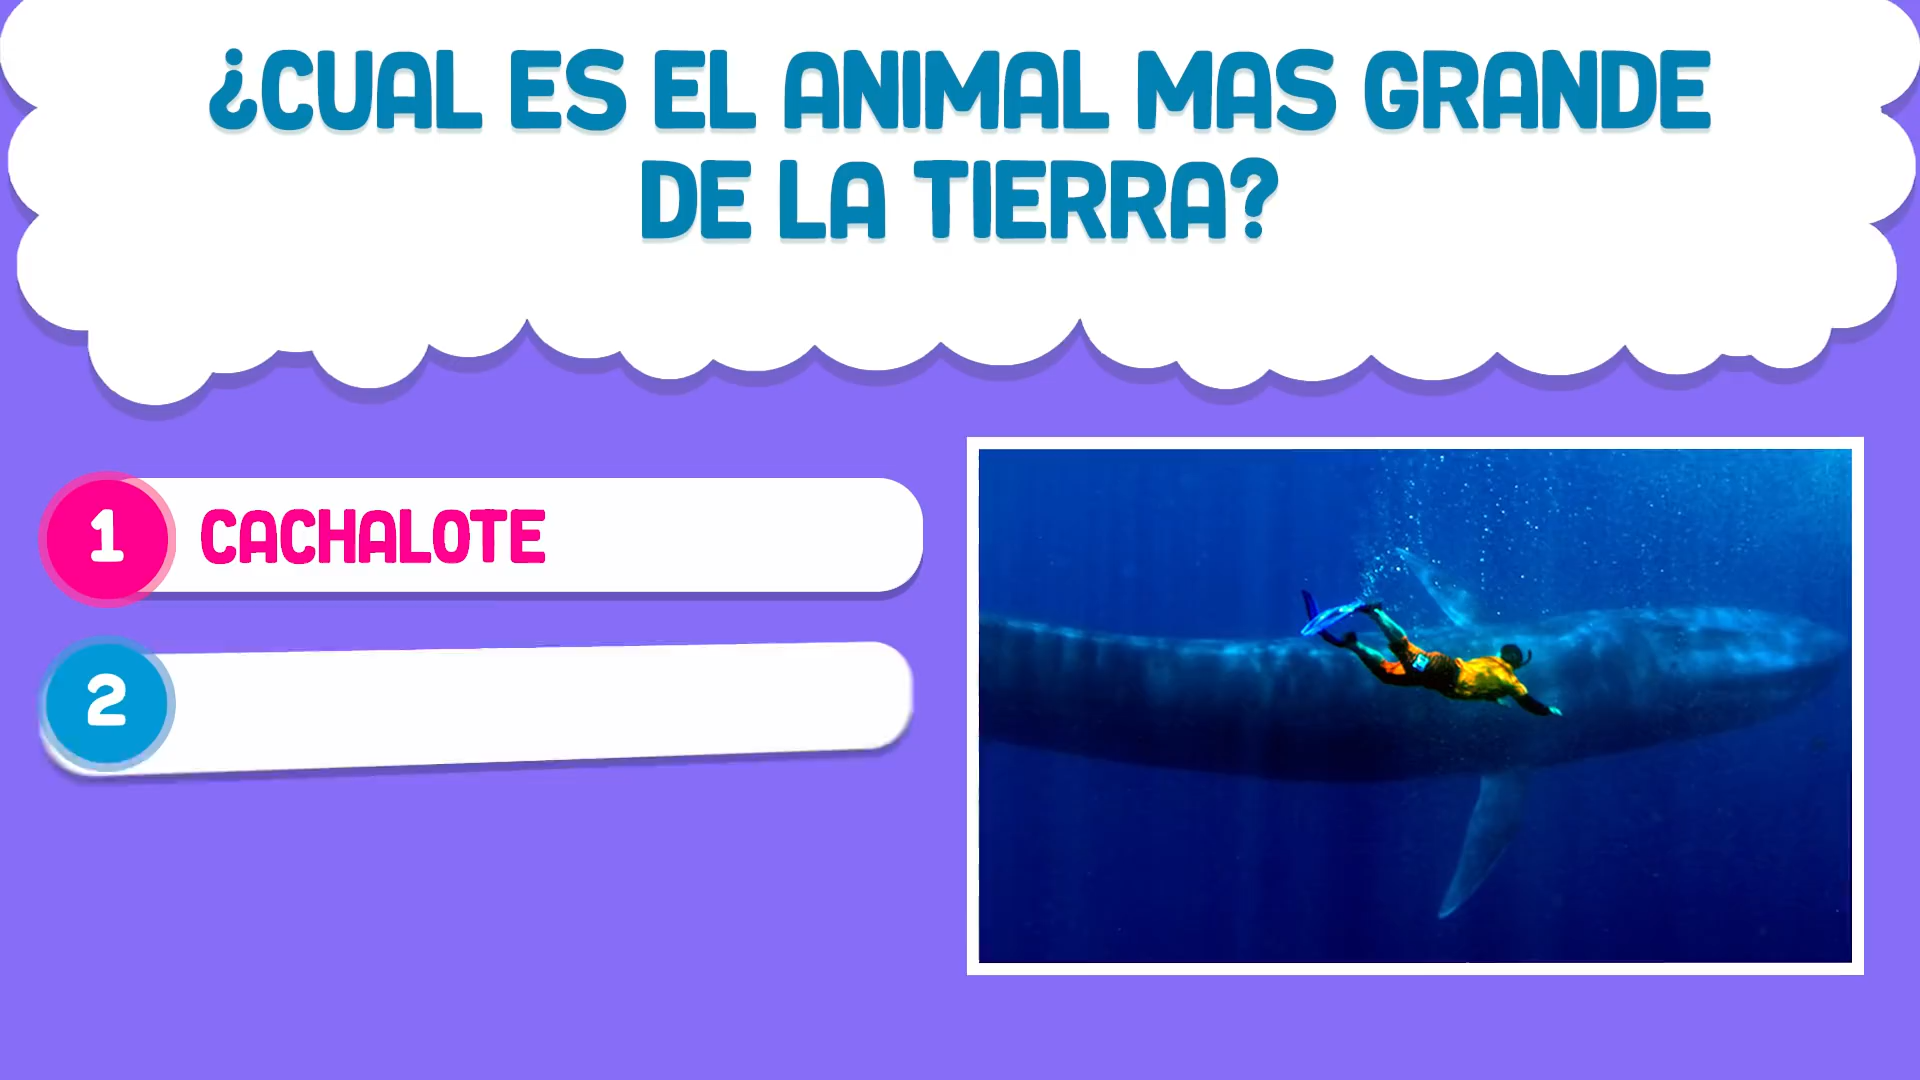 ¿CUAL ES EL ANIMAL MAS GRANDE
DE LA TIERRA?
1 CACHALOTE
2